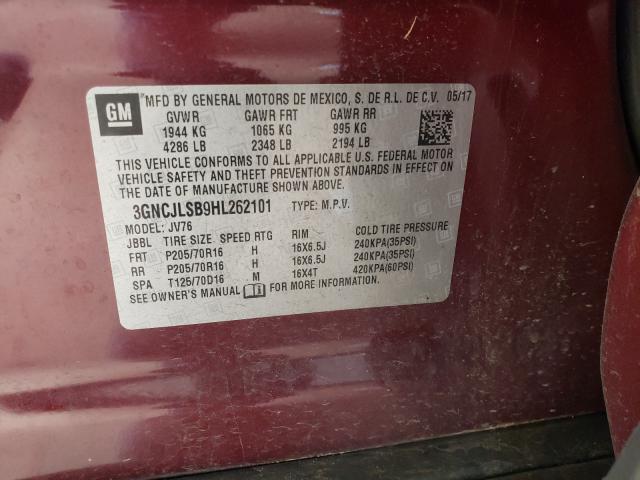 GM
MFD BY GENERAL MOTORS DE MEXICO, S. DE R.L. DE C.V. 05/17
GVWR GAWR FRT GAWR RR
1944 KG 1065 KG 995 KG
4286 LB 2348 LB 2194 LB
THIS VEHICLE CONFORMS TO ALL APPLICABLE U.S. FEDERAL MOTOR
VEHICLE SAFETY AND THEFT PREVENTION STANDARDS IN EFFECT ON
THE DATE OF MANUFACTURE SHOWN ABOVE.
3GNCJLSB9HL262101 TYPE: M.P.V.
MODEL: JV76
JBBL TIRE SIZE SPEED RTG RIM COLD TIRE PRESSURE
FRT P205/70R16 H 16X6.5J 240KPA(35PSI)
RR P205/70R16 H 16X6.5J 240KPA(35PSI)
SPA T125/70D16 M 16X4T 420KPA(60PSI)
SEE OWNER'S MANUAL FOR MORE INFORMATION.